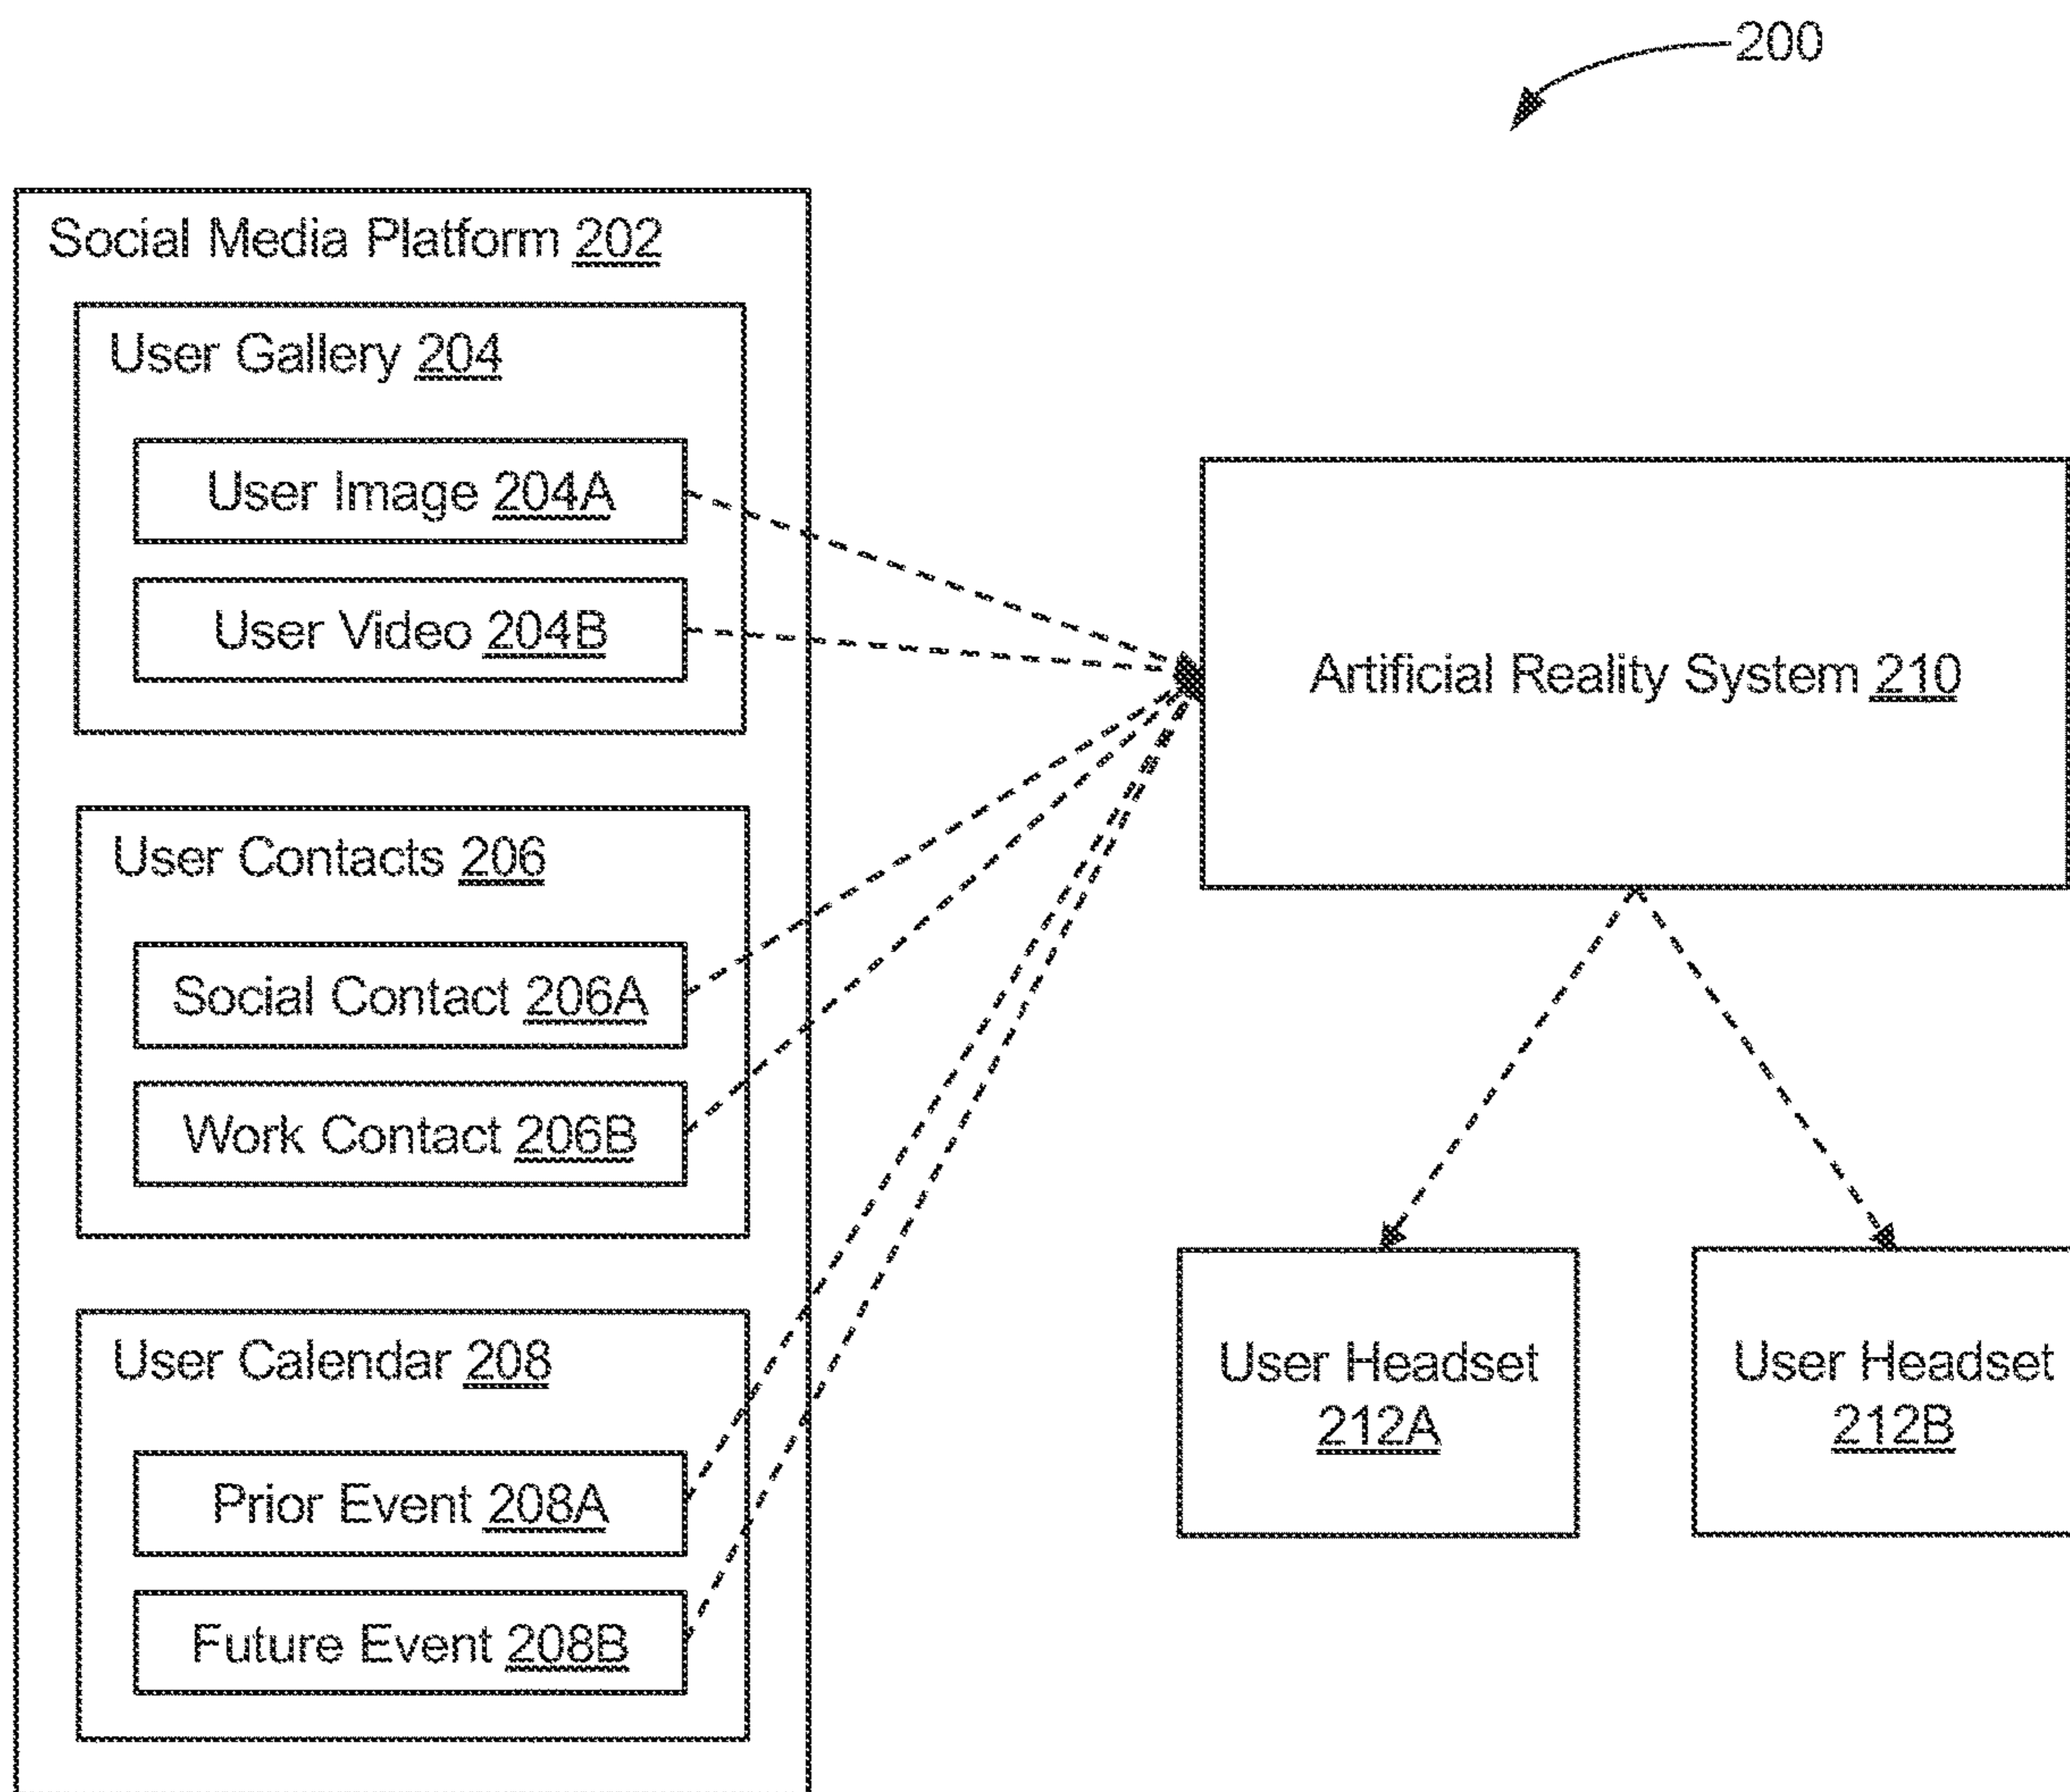 200
Social Media Platform 202
User Gallery 204
User Image 204A
User Video 204B
User Contacts 206
Social Contact 206A
Work Contact 206B
User Calendar 208
Prior Event 208A
Future Event 208B
Artificial Reality System 210
User Headset
212A
User Headset
212B